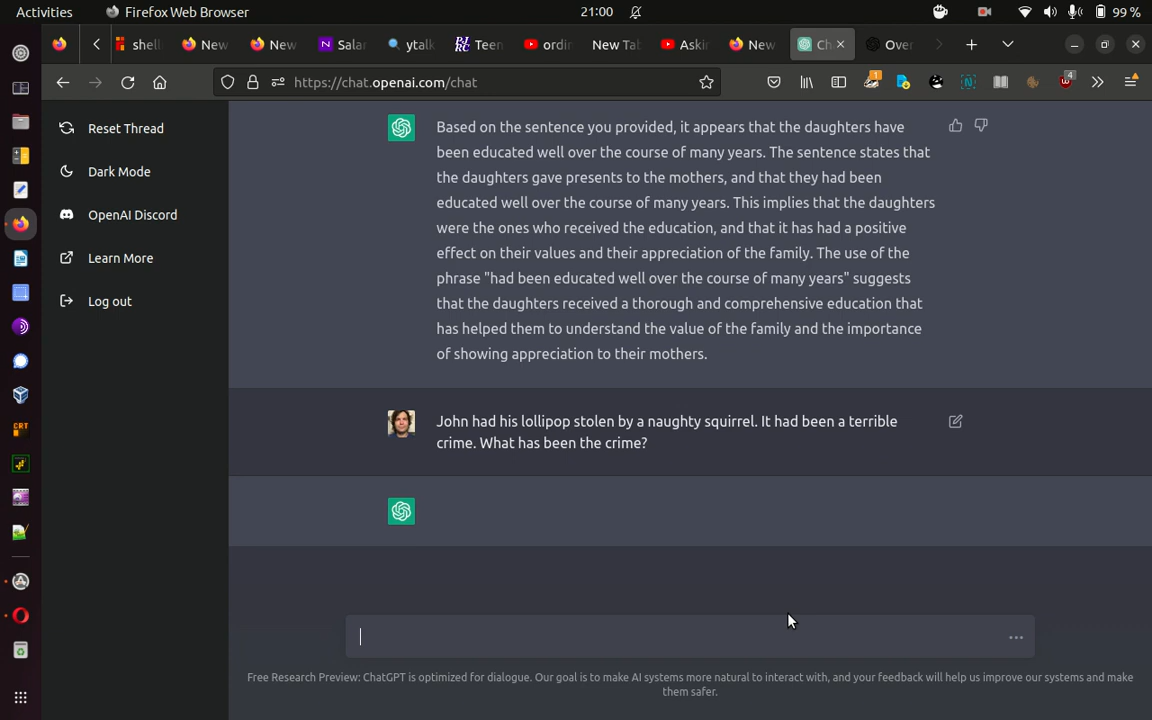 Activities
Firefox Web Browser
21:00
99 %
shell
New
New
Sala
ytalk
Teen
ordir
New Ta
Askir
New
Ch
Over
https://chat.openai.com/chat
1
4
Reset Thread
Dark Mode
OpenAI Discord
Learn More
Log out
Based on the sentence you provided, it appears that the daughters have
been educated well over the course of many years. The sentence states that
the daughters gave presents to the mothers, and that they had been
educated well over the course of many years. This implies that the daughters
were the ones who received the education, and that it has had a positive
effect on their values and their appreciation of the family. The use of the
phrase "had been educated well over the course of many years" suggests
that the daughters received a thorough and comprehensive education that
has helped them to understand the value of the family and the importance
of showing appreciation to their mothers.
John had his lollipop stolen by a naughty squirrel. It had been a terrible
crime. What has been the crime?
Free Research Preview: ChatGPT is optimized for dialogue. Our goal is to make AI systems more natural to interact with, and your feedback will help us improve our systems and make
them safer.
CRT